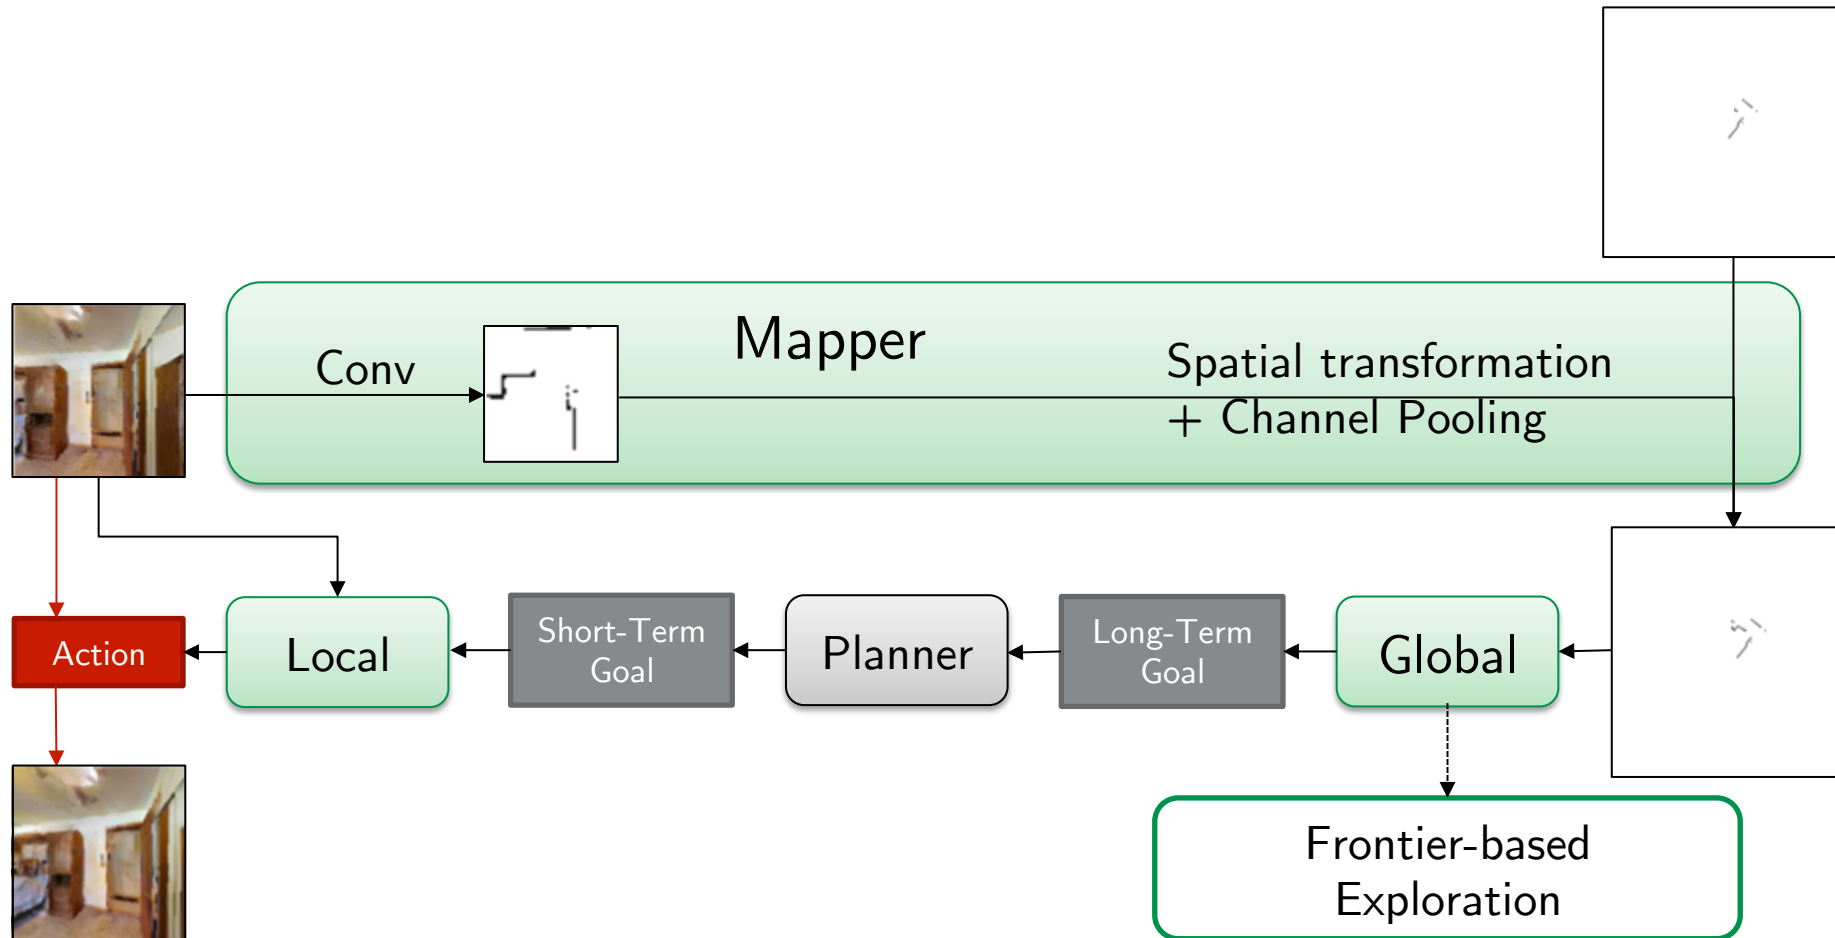 Mapper
Conv
Spatial transformation
+ Channel Pooling
Action
Local
Short-Term
Goal
Planner
Long-Term
Goal
Global
Frontier-based
Exploration